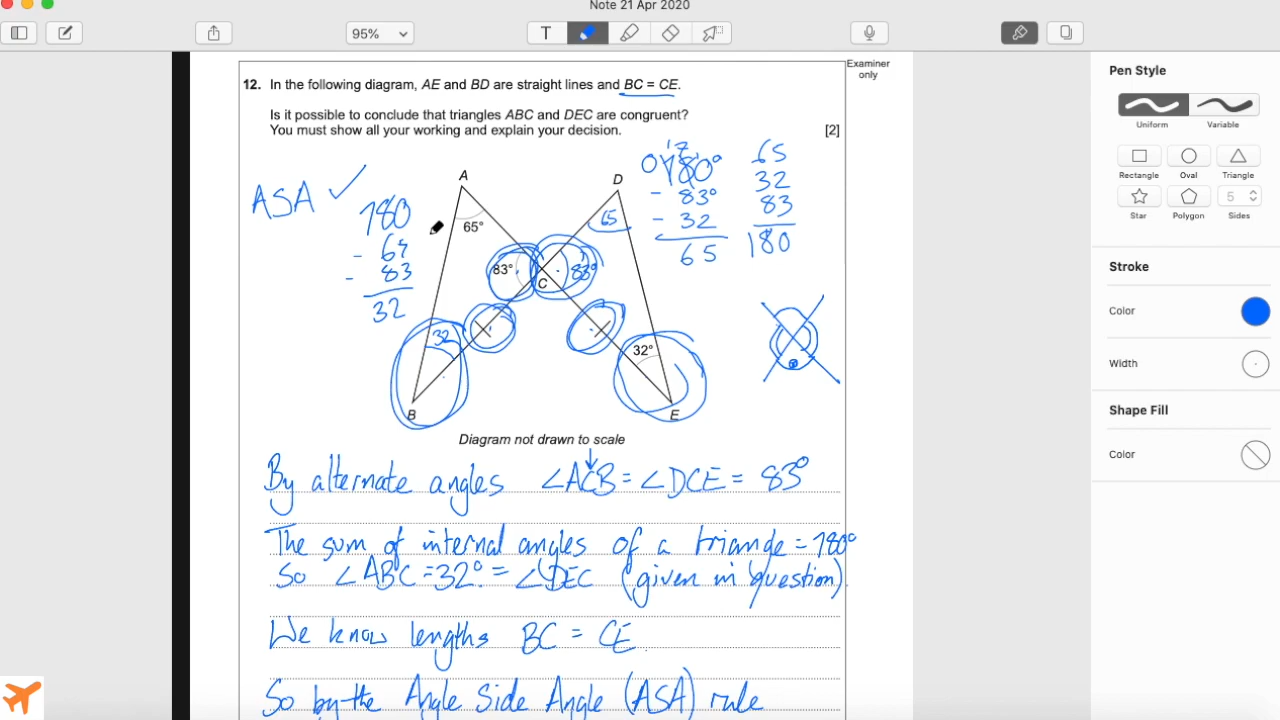 Note 21 Apr 2020
95%
T
Examiner
only
12. In the following diagram, AE and BD are straight lines and BC = CE.
Is it possible to conclude that triangles ABC and DEC are congruent?
You must show all your working and explain your decision. [2]
ASA ✓
180
- 65
- 83
32
A
65°
83°
C
32
B
D
65
83°
32°
E
180°
- 83°
- 32
65
65
32
83
180
Diagram not drawn to scale
By alternate angles ∠ACB = ∠DCE = 83°
The sum of internal angles of a triangle = 180°
So ∠ABC = 32° = ∠DEC (given in question)
We know lengths BC = CE
So by the Angle Side Angle (ASA) rule
Pen Style
Uniform
Variable
Rectangle
Oval
Triangle
Star
Polygon
5
Sides
Stroke
Color
Width
Shape Fill
Color